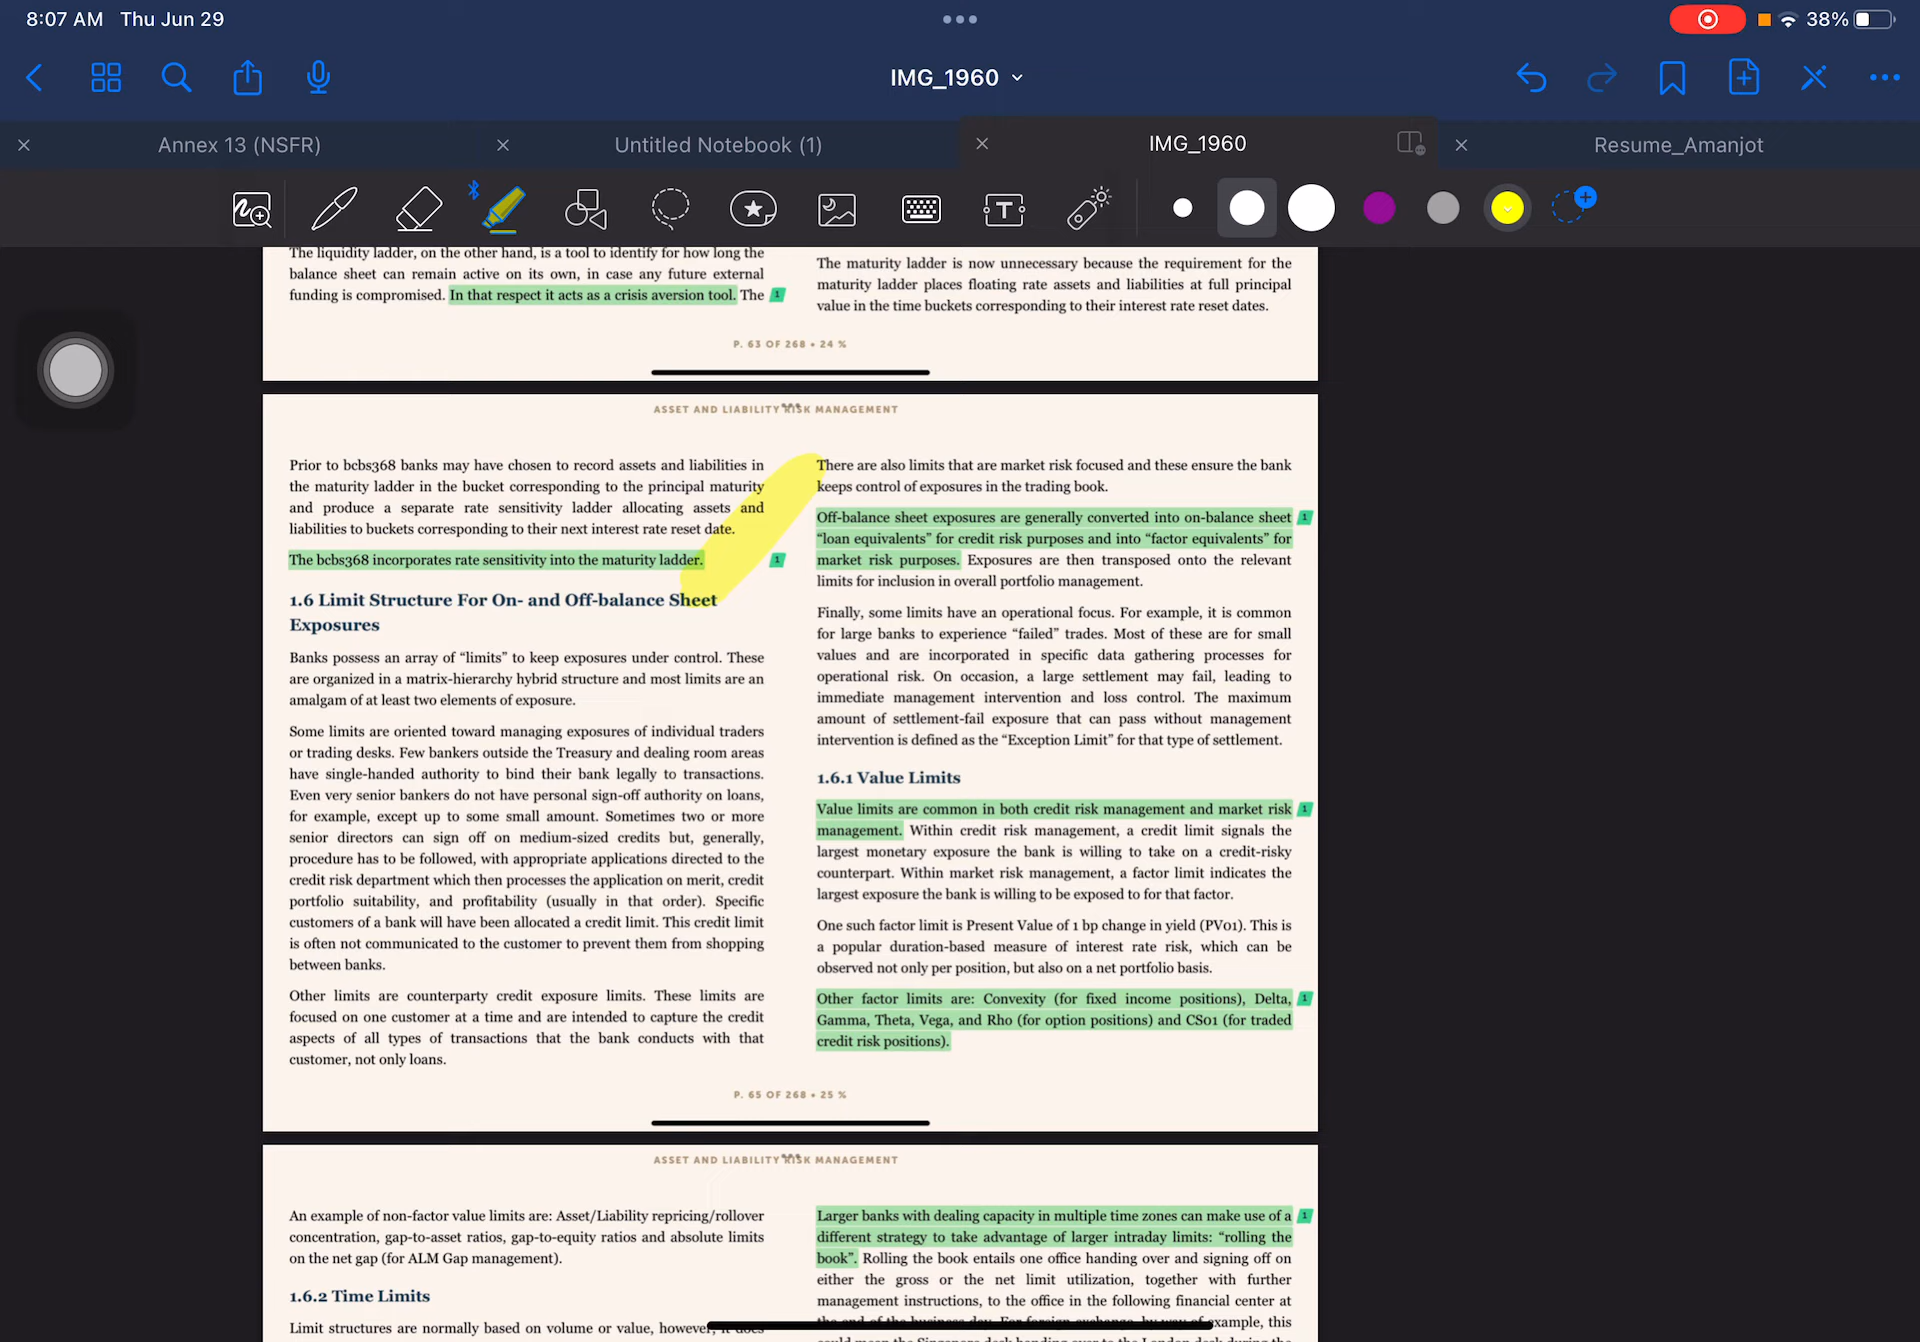 8:07 AM Thu Jun 29
38%
IMG_1960
Annex 13 (NSFR)
Untitled Notebook (1)
IMG_1960
Resume_Amanjot
The liquidity ladder, on the other hand, is a tool to identify for how long the
balance sheet can remain active on its own, in case any future external
funding is compromised. In that respect it acts as a crisis aversion tool. The
1
The maturity ladder is now unnecessary because the requirement for the
maturity ladder places floating rate assets and liabilities at full principal
value in the time buckets corresponding to their interest rate reset dates.
P. 63 OF 268 • 24 %
ASSET AND LIABILITY RISK MANAGEMENT
Prior to bcbs368 banks may have chosen to record assets and liabilities in
the maturity ladder in the bucket corresponding to the principal maturity
and produce a separate rate sensitivity ladder allocating assets and
liabilities to buckets corresponding to their next interest rate reset date.
The bcbs368 incorporates rate sensitivity into the maturity ladder.
1
1.6 Limit Structure For On- and Off-balance Sheet
Exposures
Banks possess an array of “limits” to keep exposures under control. These
are organized in a matrix-hierarchy hybrid structure and most limits are an
amalgam of at least two elements of exposure.
Some limits are oriented toward managing exposures of individual traders
or trading desks. Few bankers outside the Treasury and dealing room areas
have single-handed authority to bind their bank legally to transactions.
Even very senior bankers do not have personal sign-off authority on loans,
for example, except up to some small amount. Sometimes two or more
senior directors can sign off on medium-sized credits but, generally,
procedure has to be followed, with appropriate applications directed to the
credit risk department which then processes the application on merit, credit
portfolio suitability, and profitability (usually in that order). Specific
customers of a bank will have been allocated a credit limit. This credit limit
is often not communicated to the customer to prevent them from shopping
between banks.
Other limits are counterparty credit exposure limits. These limits are
focused on one customer at a time and are intended to capture the credit
aspects of all types of transactions that the bank conducts with that
customer, not only loans.
There are also limits that are market risk focused and these ensure the bank
keeps control of exposures in the trading book.
Off-balance sheet exposures are generally converted into on-balance sheet
1
“loan equivalents” for credit risk purposes and into “factor equivalents” for
market risk purposes. Exposures are then transposed onto the relevant
limits for inclusion in overall portfolio management.
Finally, some limits have an operational focus. For example, it is common
for large banks to experience “failed” trades. Most of these are for small
values and are incorporated in specific data gathering processes for
operational risk. On occasion, a large settlement may fail, leading to
immediate management intervention and loss control. The maximum
amount of settlement-fail exposure that can pass without management
intervention is defined as the “Exception Limit” for that type of settlement.
1.6.1 Value Limits
Value limits are common in both credit risk management and market risk
1
management. Within credit risk management, a credit limit signals the
largest monetary exposure the bank is willing to take on a credit-risky
counterpart. Within market risk management, a factor limit indicates the
largest exposure the bank is willing to be exposed to for that factor.
One such factor limit is Present Value of 1 bp change in yield (PV01). This is
a popular duration-based measure of interest rate risk, which can be
observed not only per position, but also on a net portfolio basis.
Other factor limits are: Convexity (for fixed income positions), Delta,
1
Gamma, Theta, Vega, and Rho (for option positions) and CS01 (for traded
credit risk positions).
P. 65 OF 268 • 25 %
ASSET AND LIABILITY RISK MANAGEMENT
An example of non-factor value limits are: Asset/Liability repricing/rollover
concentration, gap-to-asset ratios, gap-to-equity ratios and absolute limits
on the net gap (for ALM Gap management).
1.6.2 Time Limits
Limit structures are normally based on volume or value, however, it does
Larger banks with dealing capacity in multiple time zones can make use of a
1
different strategy to take advantage of larger intraday limits: “rolling the
book”. Rolling the book entails one office handing over and signing off on
either the gross or the net limit utilization, together with further
management instructions, to the office in the following financial center at
example, this